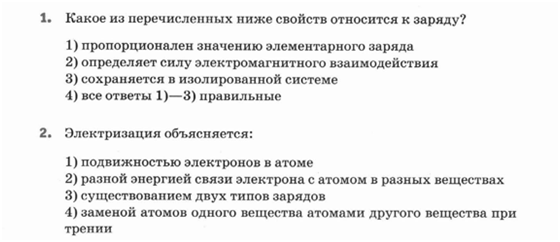 1. Какое из перечисленных ниже свойств относится к заряду?
1) пропорционален значению элементарного заряда
2) определяет силу электромагнитного взаимодействия
3) сохраняется в изолированной системе
4) все ответы 1)—3) правильные
2. Электризация объясняется:
1) подвижностью электронов в атоме
2) разной энергией связи электрона с атомом в разных веществах
3) существованием двух типов зарядов
4) заменой атомов одного вещества атомами другого вещества при
трении